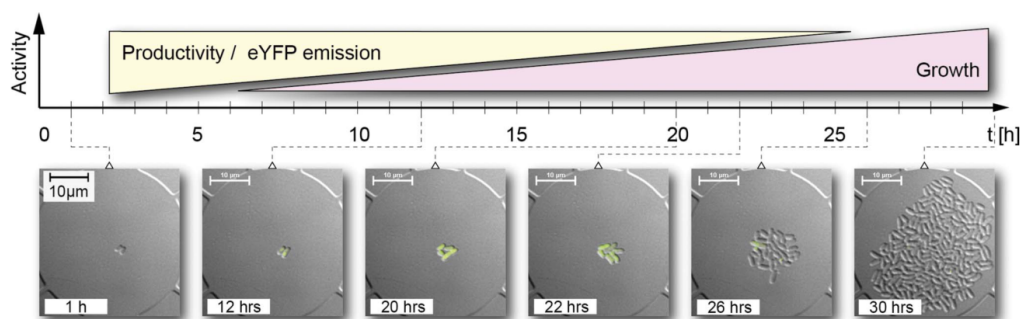 Activity
Productivity / eYFP emission
Growth
0 5 10 15 20 25 t [h]
10μm 10 μm 10 μm 10 μm 10 μm 10 μm
1 h 12 hrs 20 hrs 22 hrs 26 hrs 30 hrs